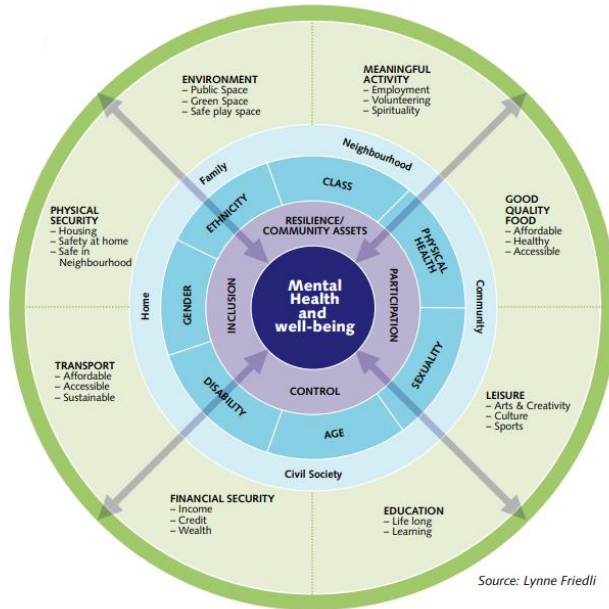 ENVIRONMENT
– Public Space
– Green Space
– Safe play space
MEANINGFUL
ACTIVITY
– Employment
– Volunteering
– Spirituality
PHYSICAL
SECURITY
– Housing
– Safety at home
– Safe in
Neighbourhood
GOOD
QUALITY
FOOD
– Affordable
– Healthy
– Accessible
TRANSPORT
– Affordable
– Accessible
– Sustainable
LEISURE
– Arts & Creativity
– Culture
– Sports
FINANCIAL SECURITY
– Income
– Credit
– Wealth
EDUCATION
– Life long
– Learning
Family
Neighbourhood
Home
Community
Civil Society
ETHNICITY
CLASS
PHYSICAL
HEALTH
GENDER
SEXUALITY
DISABILITY
AGE
RESILIENCE/
COMMUNITY ASSETS
INCLUSION
PARTICIPATION
CONTROL
Mental
Health
and
well-being
Source: Lynne Friedli